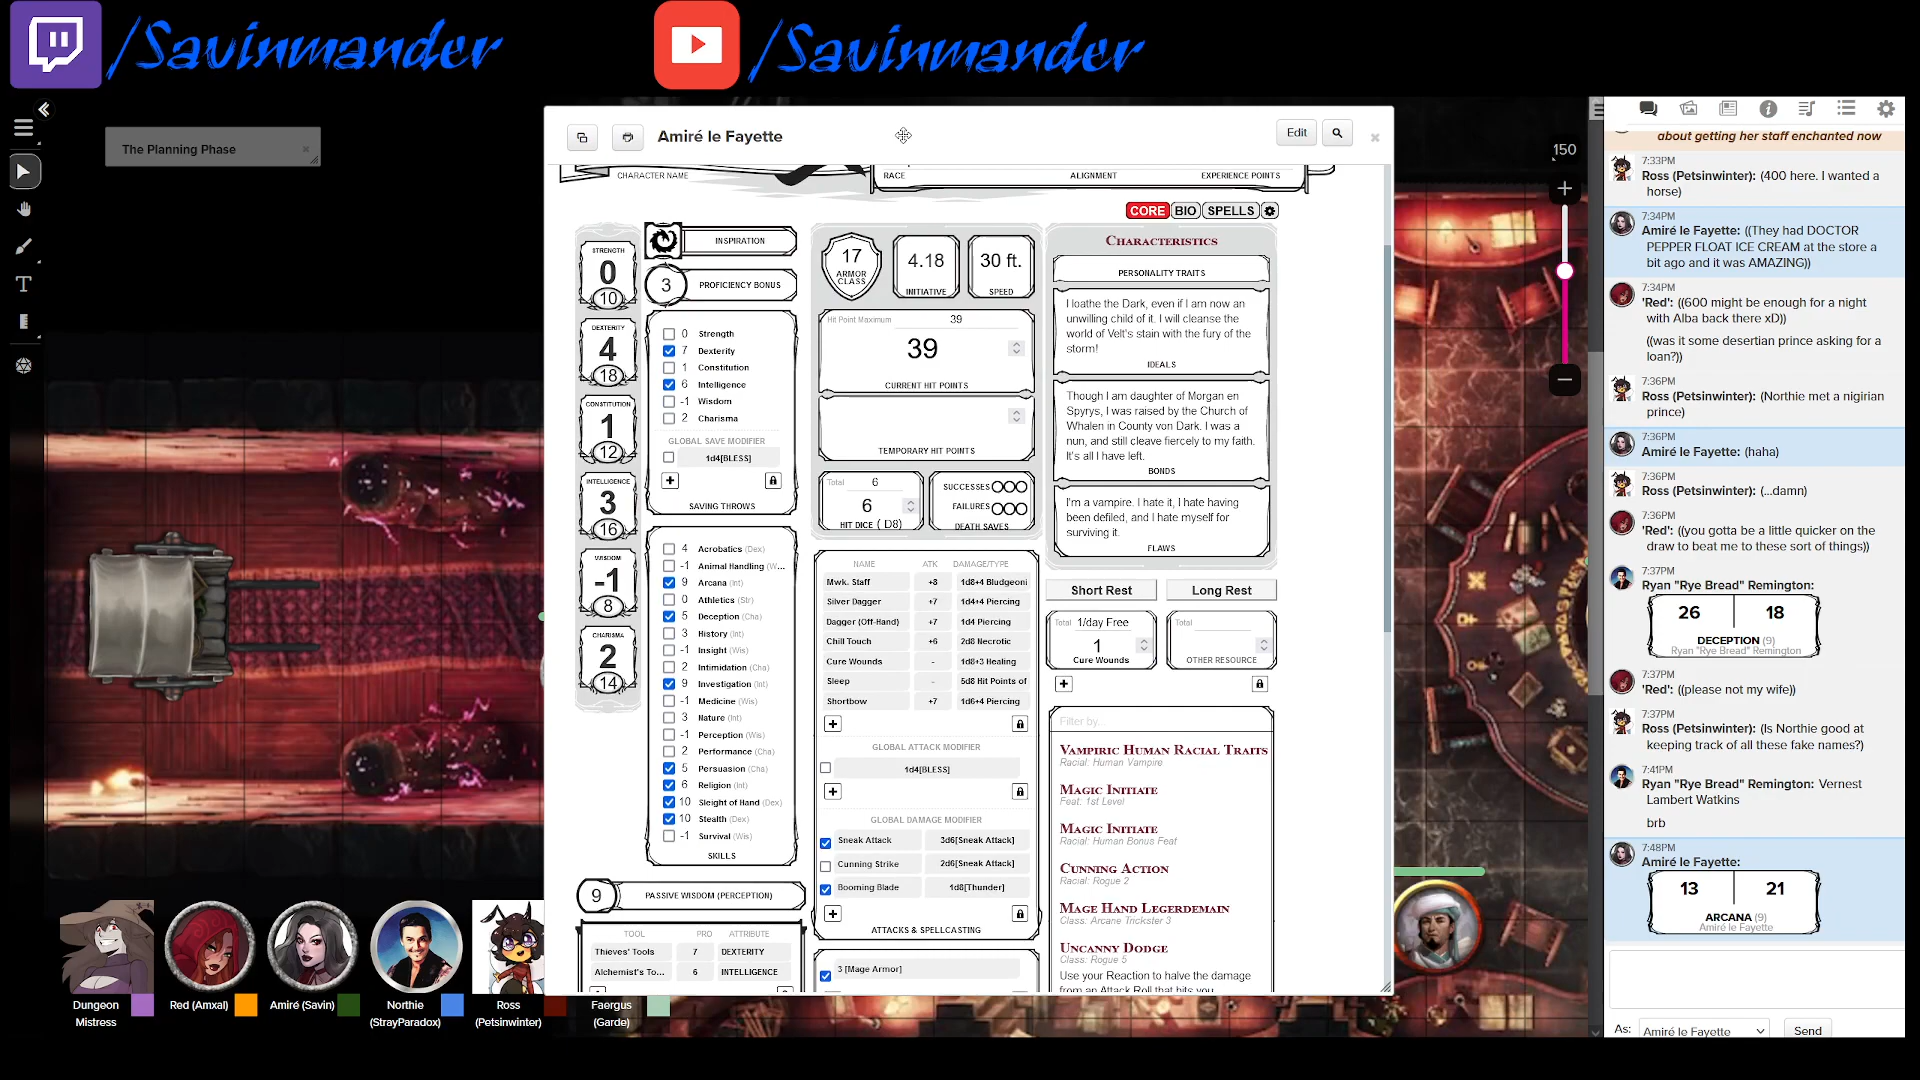 /Savinmander
/Savinmander
The Planning Phase
Amiré le Fayette
Edit
CHARACTER NAME
RACE
ALIGNMENT
EXPERIENCE POINTS
CORE
BIO
SPELLS
STRENGTH
0
10
DEXTERITY
4
18
CONSTITUTION
1
12
INTELLIGENCE
3
16
WISDOM
-1
8
CHARISMA
2
14
INSPIRATION
3
PROFICIENCY BONUS
0 Strength
7 Dexterity
1 Constitution
6 Intelligence
-1 Wisdom
2 Charisma
GLOBAL SAVE MODIFIER
1d4[BLESS]
SAVING THROWS
4 Acrobatics (Dex)
-1 Animal Handling (W...
9 Arcana (Int)
0 Athletics (Str)
5 Deception (Cha)
3 History (Int)
-1 Insight (Wis)
2 Intimidation (Cha)
9 Investigation (Int)
-1 Medicine (Wis)
3 Nature (Int)
-1 Perception (Wis)
2 Performance (Cha)
5 Persuasion (Cha)
6 Religion (Int)
10 Sleight of Hand (Dex)
10 Stealth (Dex)
-1 Survival (Wis)
SKILLS
9
PASSIVE WISDOM (PERCEPTION)
TOOL PRO ATTRIBUTE
Thieves' Tools 7 DEXTERITY
Alchemist's To... 6 INTELLIGENCE
17
ARMOR
CLASS
4.18
INITIATIVE
30 ft.
SPEED
Hit Point Maximum 39
39
CURRENT HIT POINTS
TEMPORARY HIT POINTS
Total 6
6
HIT DICE ( D8)
SUCCESSES
FAILURES
DEATH SAVES
NAME ATK DAMAGE/TYPE
Mwk. Staff +8 1d8+4 Bludgeoni
Silver Dagger +7 1d4+4 Piercing
Dagger (Off-Hand) +7 1d4 Piercing
Chill Touch +6 2d8 Necrotic
Cure Wounds - 1d8+3 Healing
Sleep - 5d8 Hit Points of
Shortbow +7 1d6+4 Piercing
GLOBAL ATTACK MODIFIER
1d4[BLESS]
GLOBAL DAMAGE MODIFIER
Sneak Attack 3d6[Sneak Attack]
Cunning Strike 2d6[Sneak Attack]
Booming Blade 1d8[Thunder]
ATTACKS & SPELLCASTING
3 [Mage Armor]
CHARACTERISTICS
PERSONALITY TRAITS
I loathe the Dark, even if I am now an
unwilling child of it. I will cleanse the
world of Velt's stain with the fury of the
storm!
IDEALS
Though I am daughter of Morgan en
Spyrys, I was raised by the Church of
Whalen in County von Dark. I was a
nun, and still cleave fiercely to my faith.
It's all I have left.
BONDS
I'm a vampire. I hate it, I hate having
been defiled, and I hate myself for
surviving it.
FLAWS
Short Rest
Long Rest
Total 1/day Free
1
Cure Wounds
Total
OTHER RESOURCE
Filter by...
VAMPIRIC HUMAN RACIAL TRAITS
Racial: Human Vampire
MAGIC INITIATE
Feat: 1st Level
MAGIC INITIATE
Racial: Human Bonus Feat
CUNNING ACTION
Racial: Rogue 2
MAGE HAND LEGERDEMAIN
Class: Arcane Trickster 3
UNCANNY DODGE
Class: Rogue 5
Use your Reaction to halve the damage
from an Attack Roll that hits you
150
about getting her staff enchanted now
7:33PM
Ross (Petsinwinter): (400 here. I wanted a
horse)
7:34PM
Amiré le Fayette: ((They had DOCTOR
PEPPER FLOAT ICE CREAM at the store a
bit ago and it was AMAZING))
7:34PM
'Red': ((600 might be enough for a night
with Alba back there xD))
((was it some desertian prince asking for a
loan?))
7:36PM
Ross (Petsinwinter): (Northie met a nigirian
prince)
7:36PM
Amiré le Fayette: (haha)
7:36PM
Ross (Petsinwinter): (...damn)
7:36PM
'Red': ((you gotta be a little quicker on the
draw to beat me to these sort of things))
7:37PM
Ryan "Rye Bread" Remington:
26 18
DECEPTION (9)
Ryan "Rye Bread" Remington
7:37PM
'Red': ((please not my wife))
7:37PM
Ross (Petsinwinter): (Is Northie good at
keeping track of all these fake names?)
7:41PM
Ryan "Rye Bread" Remington: Vernest
Lambert Watkins
brb
7:48PM
Amiré le Fayette:
13 21
ARCANA (9)
Amiré le Fayette
As: Amiré le Fayette
Send
Dungeon
Mistress
Red (Amxal)
Amiré (Savin)
Northie
(StrayParadox)
Ross
(Petsinwinter)
Faergus
(Garde)